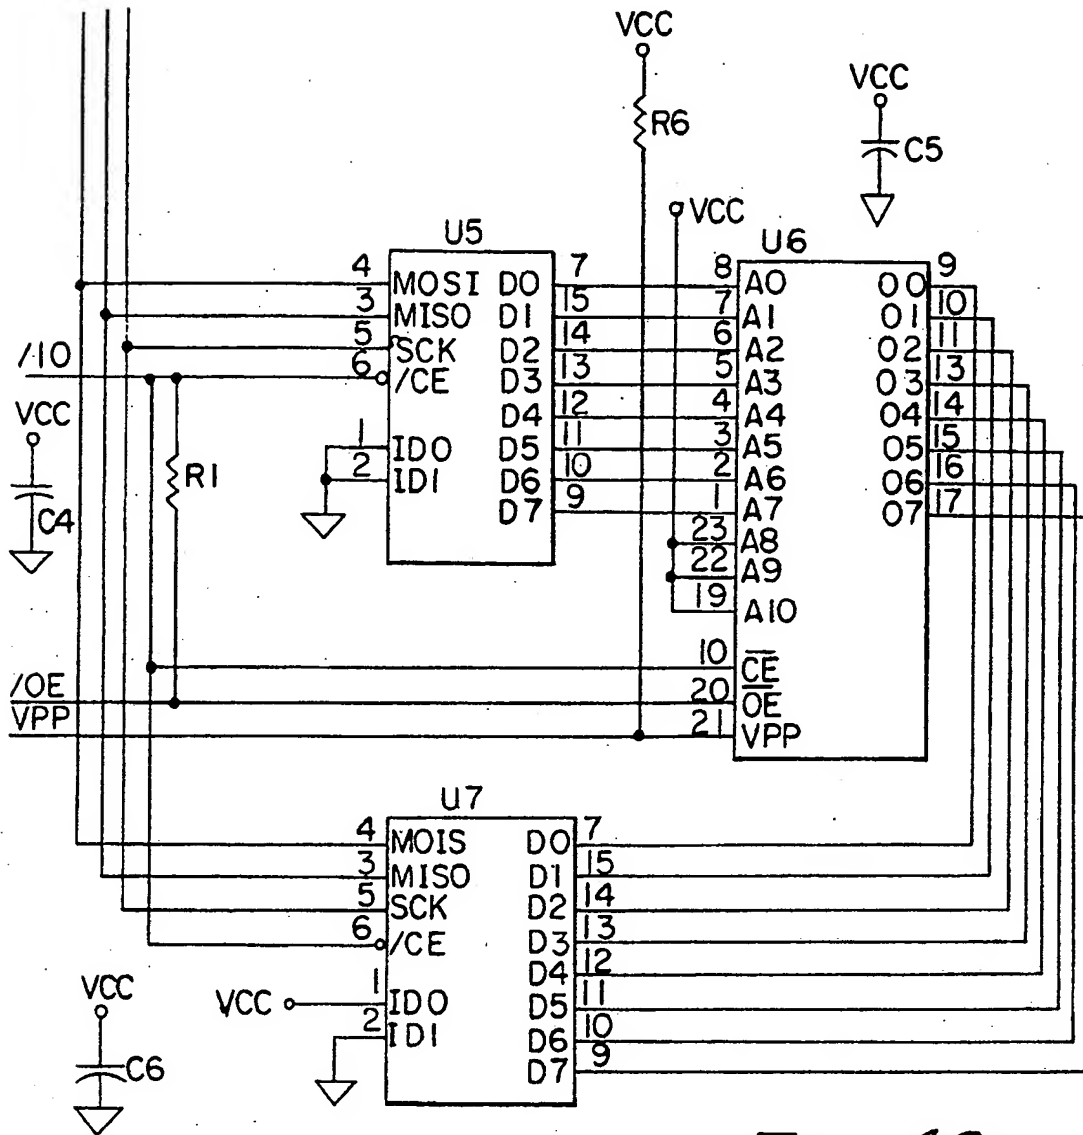 VCC
R6
VCC
C5
VCC
U5
U6
4 MOSI D0 7
3 MISO D1 15
5 SCK D2 14
6 /CE D3 13
D4 12
1 ID0 D5 11
2 ID1 D6 10
D7 9
8 A0 O0 9
7 A1 O1 10
6 A2 O2 11
5 A3 O3 13
4 A4 O4 14
3 A5 O5 15
2 A6 O6 16
1 A7 O7 17
23 A8
22 A9
19 A10
10 CE
20 OE
21 VPP
/IO
VCC
C4
R1
/OE
VPP
U7
4 MOIS D0 7
3 MISO D1 15
5 SCK D2 14
6 /CE D3 13
D4 12
VCC 1 ID0 D5 11
2 ID1 D6 10
D7 9
VCC
C6